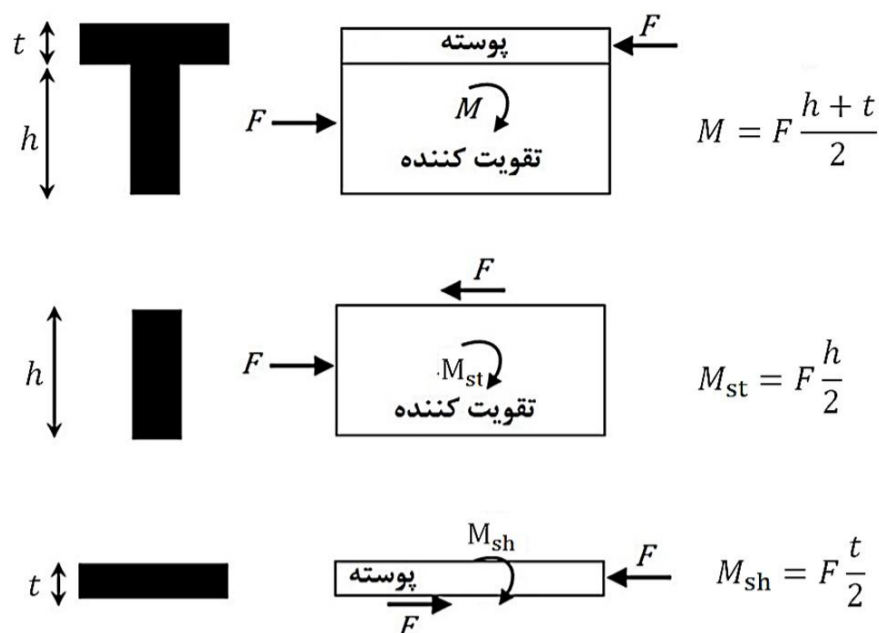 t
h
پوسته
F
F
M
تقویت کننده
M = F (h + t)/2
h
F
F
M_st
تقویت کننده
M_st = F h/2
t
M_sh
پوسته
F
F
M_sh = F t/2